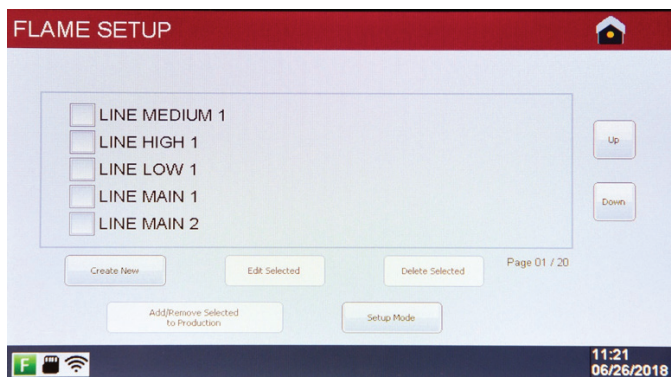 FLAME SETUP
LINE MEDIUM 1
LINE HIGH 1
LINE LOW 1
LINE MAIN 1
LINE MAIN 2
Up
Down
Page 01 / 20
Create New
Edit Selected
Delete Selected
Add/Remove Selected
to Production
Setup Mode
F
11:21
06/26/2018